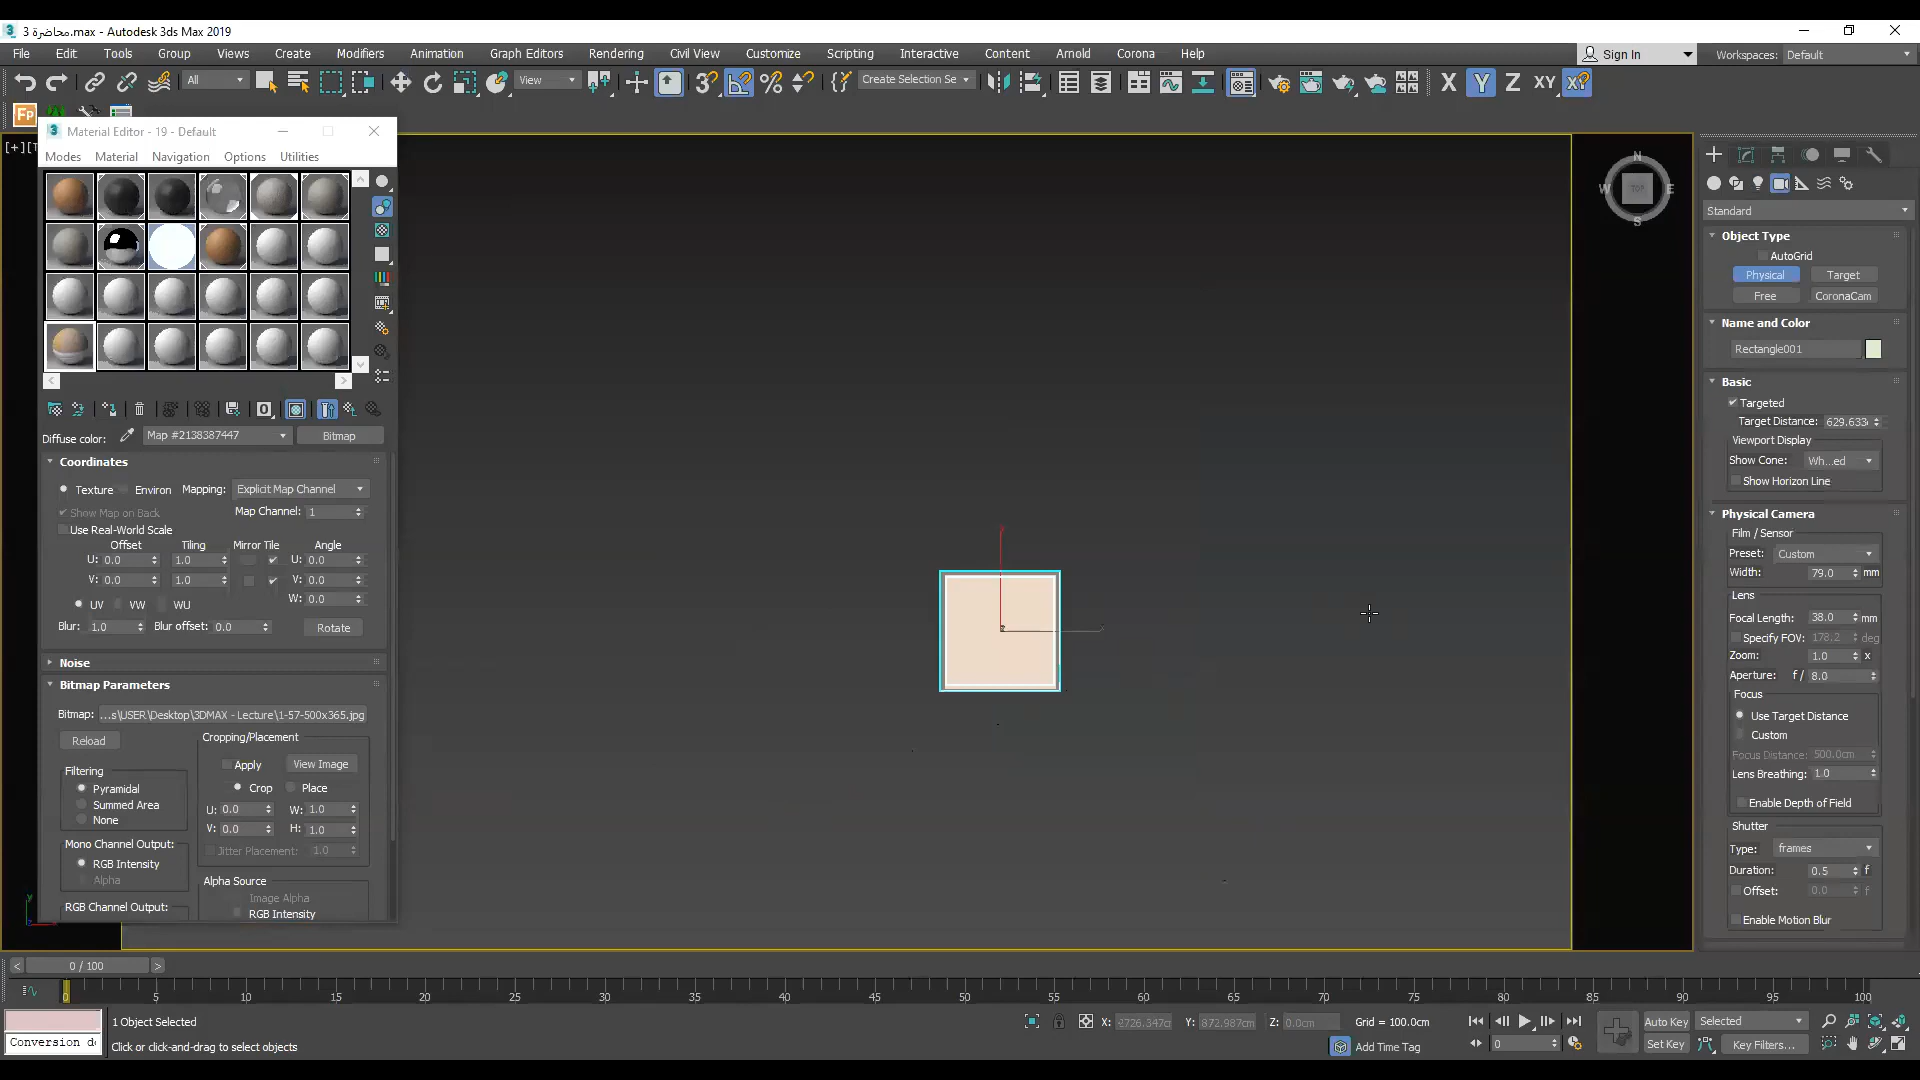 محاضرة 3.max - Autodesk 3ds Max 2019
File Edit Tools Group Views Create Modifiers Animation Graph Editors Rendering Civil View Customize Scripting Interactive Content Arnold Corona Help
Sign In
Workspaces: Default
All
View
Create Selection Se
X Y Z XY XY
Fp
Material Editor - 19 - Default
Modes Material Navigation Options Utilities
[+]
N
W TOP E
S
Standard
Object Type
AutoGrid
Physical Target
Free CoronaCam
Name and Color
Rectangle001
Basic
Targeted
Target Distance: 629.633
Viewport Display
Show Cone: Wh...ed
Show Horizon Line
Physical Camera
Film / Sensor
Preset: Custom
Width: 79.0 mm
Lens
Focal Length: 38.0 mm
Specify FOV: 178.2 deg
Zoom: 1.0 x
Aperture: f / 8.0
Focus
Use Target Distance
Custom
Focus Distance: 500.0cm
Lens Breathing: 1.0
Enable Depth of Field
Shutter
Type: frames
Duration: 0.5 f
Offset: 0.0 f
Enable Motion Blur
Diffuse color: Map #2138387447 Bitmap
Coordinates
Texture Environ Mapping: Explicit Map Channel
Show Map on Back Map Channel: 1
Use Real-World Scale
Offset Tiling Mirror Tile Angle
U: 0.0 1.0 U: 0.0
V: 0.0 1.0 V: 0.0
W: 0.0
UV VW WU
Blur: 1.0 Blur offset: 0.0 Rotate
Noise
Bitmap Parameters
Bitmap: ...s\USER\Desktop\3DMAX - Lecture\1-57-500x365.jpg
Reload
Cropping/Placement
Apply View Image
Crop Place
U: 0.0 W: 1.0
V: 0.0 H: 1.0
Jitter Placement: 1.0
Filtering
Pyramidal
Summed Area
None
Mono Channel Output:
RGB Intensity
Alpha
RGB Channel Output:
Alpha Source
Image Alpha
RGB Intensity
0 / 100
0 5 10 15 20 25 30 35 40 45 50 55 60 65 70 75 80 85 90 95 100
1 Object Selected
Click or click-and-drag to select objects
Conversion d
X: Y: 872.987 Z: 0.0cm
Grid = 100.0cm
Add Time Tag
0
Auto Key Selected
Set Key Key Filters...